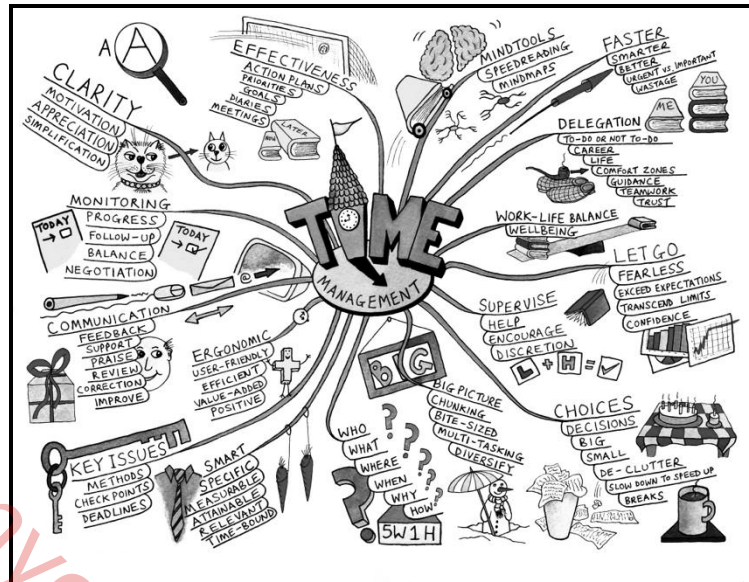 A A
EFFECTIVENESS
ACTION PLANS
PRIORITIES
GOALS
DIARIES
MEETINGS
LATER
MINDTOOLS
SPEEDREADING
MINDMAPS
FASTER
SMARTER
BETTER
URGENT VS IMPORTANT
WASTAGE
ME
YOU
CLARITY
MOTIVATION
APPRECIATION
SIMPLIFICATION
DELEGATION
TO-DO OR NOT TO-DO
CAREER
LIFE
COMFORT ZONES
GUIDANCE
TEAMWORK
TRUST
MONITORING
PROGRESS
FOLLOW-UP
BALANCE
NEGOTIATION
TODAY
TODAY
TIME
MANAGEMENT
WORK-LIFE BALANCE
WELLBEING
LET GO
FEARLESS
EXCEED EXPECTATIONS
TRANSCEND LIMITS
CONFIDENCE
@
COMMUNICATION
FEEDBACK
SUPPORT
PRAISE
REVIEW
CORRECTION
IMPROVE
ERGONOMIC
USER-FRIENDLY
EFFICIENT
VALUE-ADDED
POSITIVE
SUPERVISE
HELP
ENCOURAGE
DISCRETION
L + H =
BIG
BIG PICTURE
CHUNKING
BITE-SIZED
MULTI-TASKING
DIVERSIFY
CHOICES
DECISIONS
BIG
SMALL
DE-CLUTTER
SLOW DOWN TO SPEED UP
BREAKS
KEY ISSUES
METHODS
CHECKPOINTS
DEADLINES
SMART
SPECIFIC
MEASURABLE
ATTAINABLE
RELEVANT
TIME-BOUND
WHO
WHAT
WHERE
WHEN
WHY
HOW
? ? ? ? ? ?
5W1H